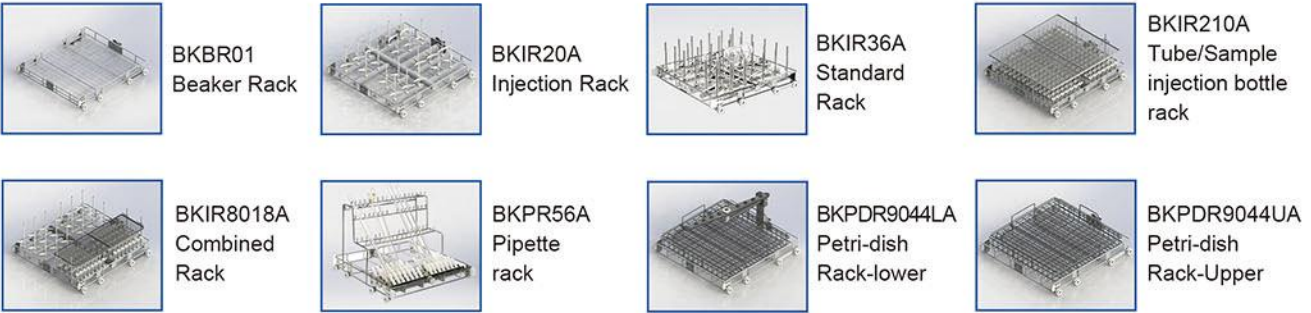 BKBR01
Beaker Rack
BKIR20A
Injection Rack
BKIR36A
Standard
Rack
BKIR210A
Tube/Sample
injection bottle
rack
BKIR8018A
Combined
Rack
BKPR56A
Pipette
rack
BKPDR9044LA
Petri-dish
Rack-lower
BKPDR9044UA
Petri-dish
Rack-Upper